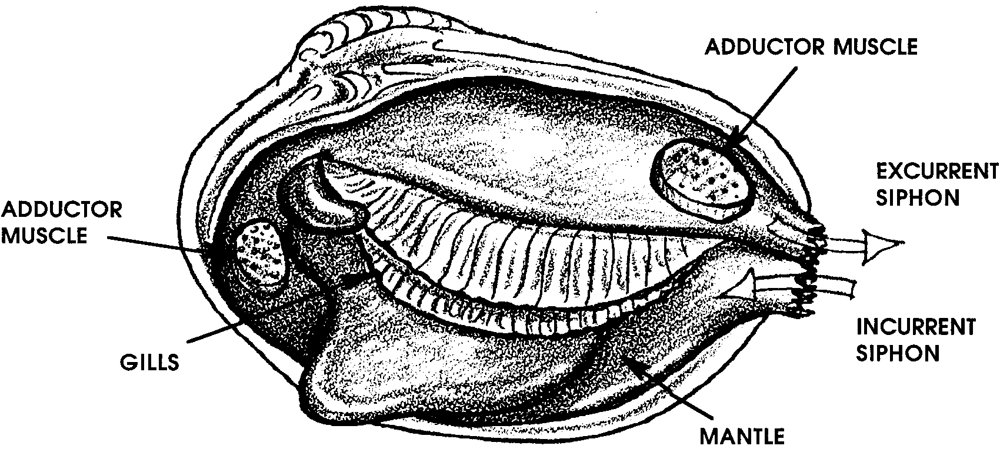 ADDUCTOR MUSCLE
EXCURRENT
SIPHON
ADDUCTOR
MUSCLE
INCURRENT
SIPHON
GILLS
MANTLE